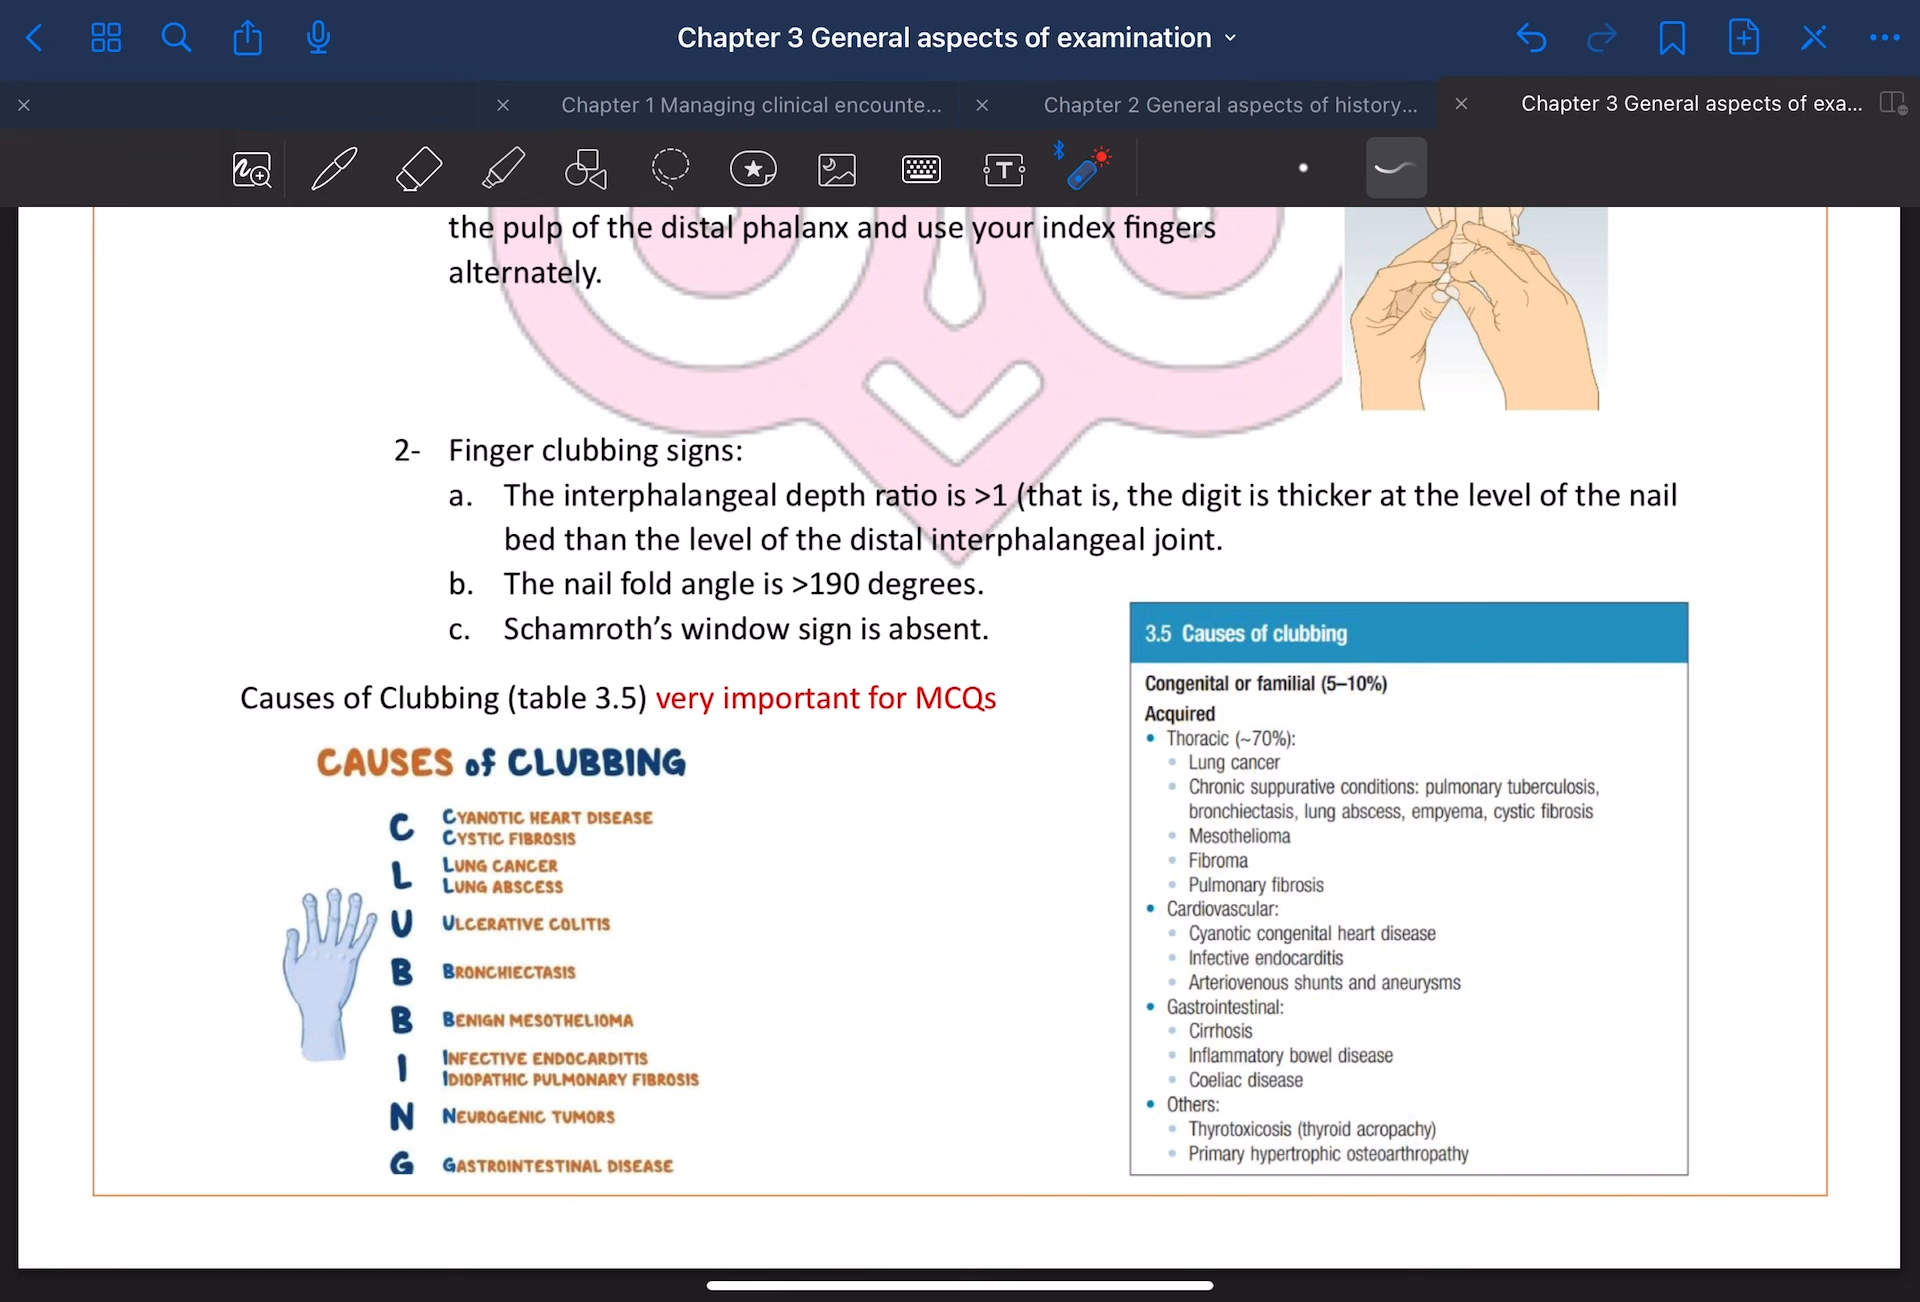 Chapter 3 General aspects of examination
Chapter 1 Managing clinical encounte...
Chapter 2 General aspects of history...
Chapter 3 General aspects of exa...
T
the pulp of the distal phalanx and use your index fingers
alternately.
2- Finger clubbing signs:
a. The interphalangeal depth ratio is >1 (that is, the digit is thicker at the level of the nail
bed than the level of the distal interphalangeal joint.
b. The nail fold angle is >190 degrees.
c. Schamroth’s window sign is absent.
Causes of Clubbing (table 3.5) very important for MCQs
CAUSES of CLUBBING
C CYANOTIC HEART DISEASE
CYSTIC FIBROSIS
L LUNG CANCER
LUNG ABSCESS
U ULCERATIVE COLITIS
B BRONCHIECTASIS
B BENIGN MESOTHELIOMA
I INFECTIVE ENDOCARDITIS
IDIOPATHIC PULMONARY FIBROSIS
N NEUROGENIC TUMORS
G GASTROINTESTINAL DISEASE
3.5 Causes of clubbing
Congenital or familial (5–10%)
Acquired
• Thoracic (~70%):
• Lung cancer
• Chronic suppurative conditions: pulmonary tuberculosis,
bronchiectasis, lung abscess, empyema, cystic fibrosis
• Mesothelioma
• Fibroma
• Pulmonary fibrosis
• Cardiovascular:
• Cyanotic congenital heart disease
• Infective endocarditis
• Arteriovenous shunts and aneurysms
• Gastrointestinal:
• Cirrhosis
• Inflammatory bowel disease
• Coeliac disease
• Others:
• Thyrotoxicosis (thyroid acropachy)
• Primary hypertrophic osteoarthropathy